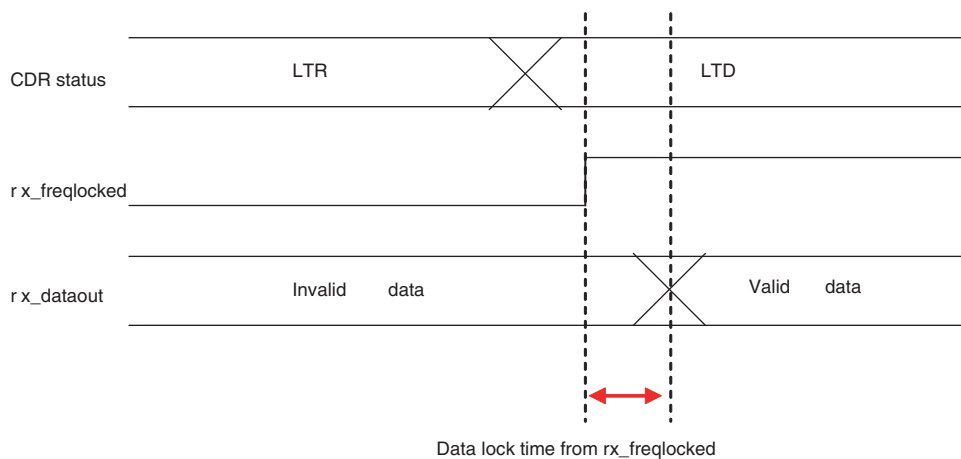 CDR status
LTR
LTD
r x_freqlocked
r x_dataout
Invalid data
Valid data
Data lock time from rx_freqlocked